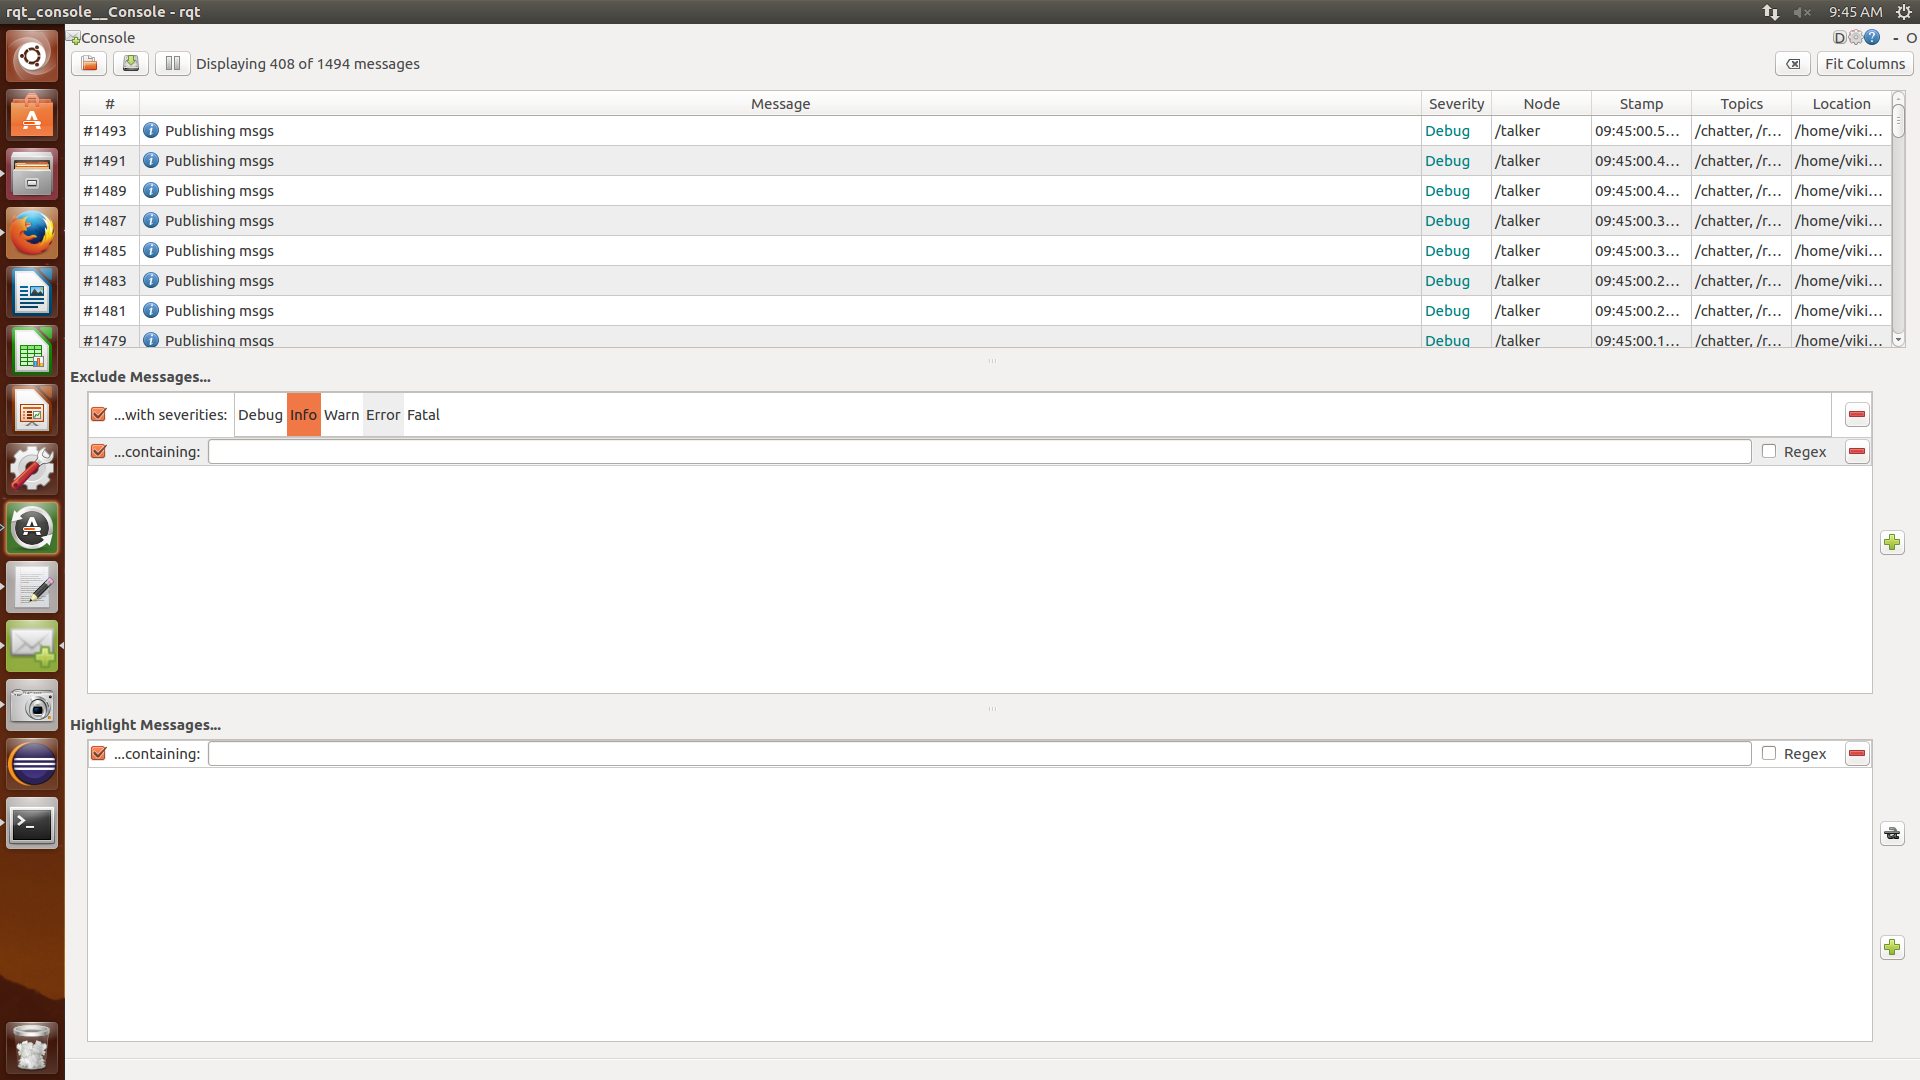 rqt_console__Console - rqt
9:45 AM
Console
D
- O
Displaying 408 of 1494 messages
Fit Columns
# Message Severity Node Stamp Topics Location
#1493 Publishing msgs Debug /talker 09:45:00.5... /chatter, /r... /home/viki...
#1491 Publishing msgs Debug /talker 09:45:00.4... /chatter, /r... /home/viki...
#1489 Publishing msgs Debug /talker 09:45:00.4... /chatter, /r... /home/viki...
#1487 Publishing msgs Debug /talker 09:45:00.3... /chatter, /r... /home/viki...
#1485 Publishing msgs Debug /talker 09:45:00.3... /chatter, /r... /home/viki...
#1483 Publishing msgs Debug /talker 09:45:00.2... /chatter, /r... /home/viki...
#1481 Publishing msgs Debug /talker 09:45:00.2... /chatter, /r... /home/viki...
#1479 Publishing msgs Debug /talker 09:45:00.1... /chatter, /r... /home/viki...
Exclude Messages...
...with severities: Debug Info Warn Error Fatal
...containing: Regex
Highlight Messages...
...containing: Regex